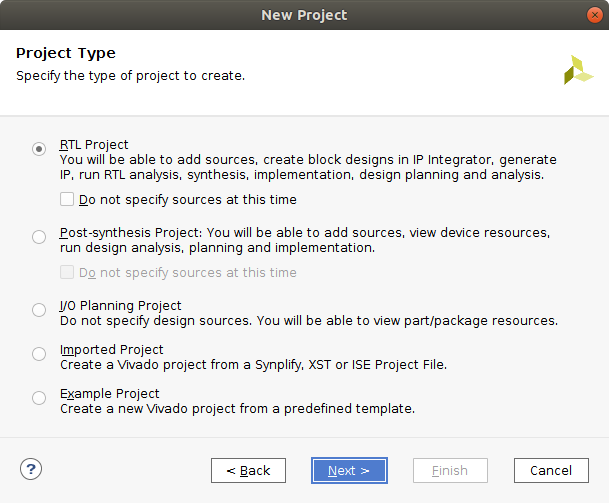 New Project
Project Type
Specify the type of project to create.
RTL Project
You will be able to add sources, create block designs in IP Integrator, generate
IP, run RTL analysis, synthesis, implementation, design planning and analysis.
Do not specify sources at this time
Post-synthesis Project: You will be able to add sources, view device resources,
run design analysis, planning and implementation.
Do not specify sources at this time
I/O Planning Project
Do not specify design sources. You will be able to view part/package resources.
Imported Project
Create a Vivado project from a Synplify, XST or ISE Project File.
Example Project
Create a new Vivado project from a predefined template.
? < Back Next > Finish Cancel